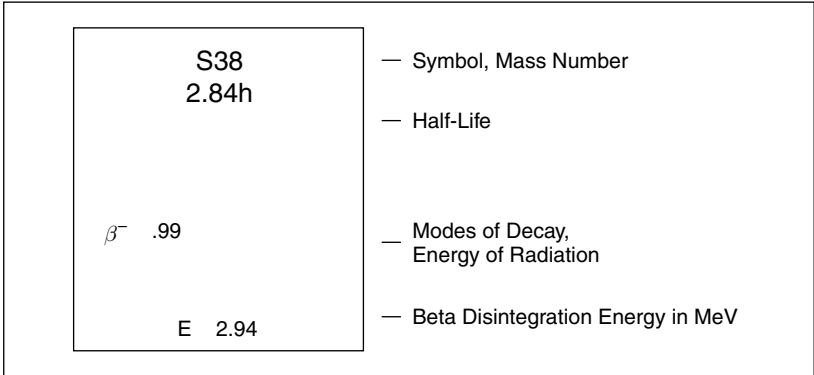 S38
2.84h
β⁻ .99
E 2.94
Symbol, Mass Number
Half-Life
Modes of Decay,
Energy of Radiation
Beta Disintegration Energy in MeV